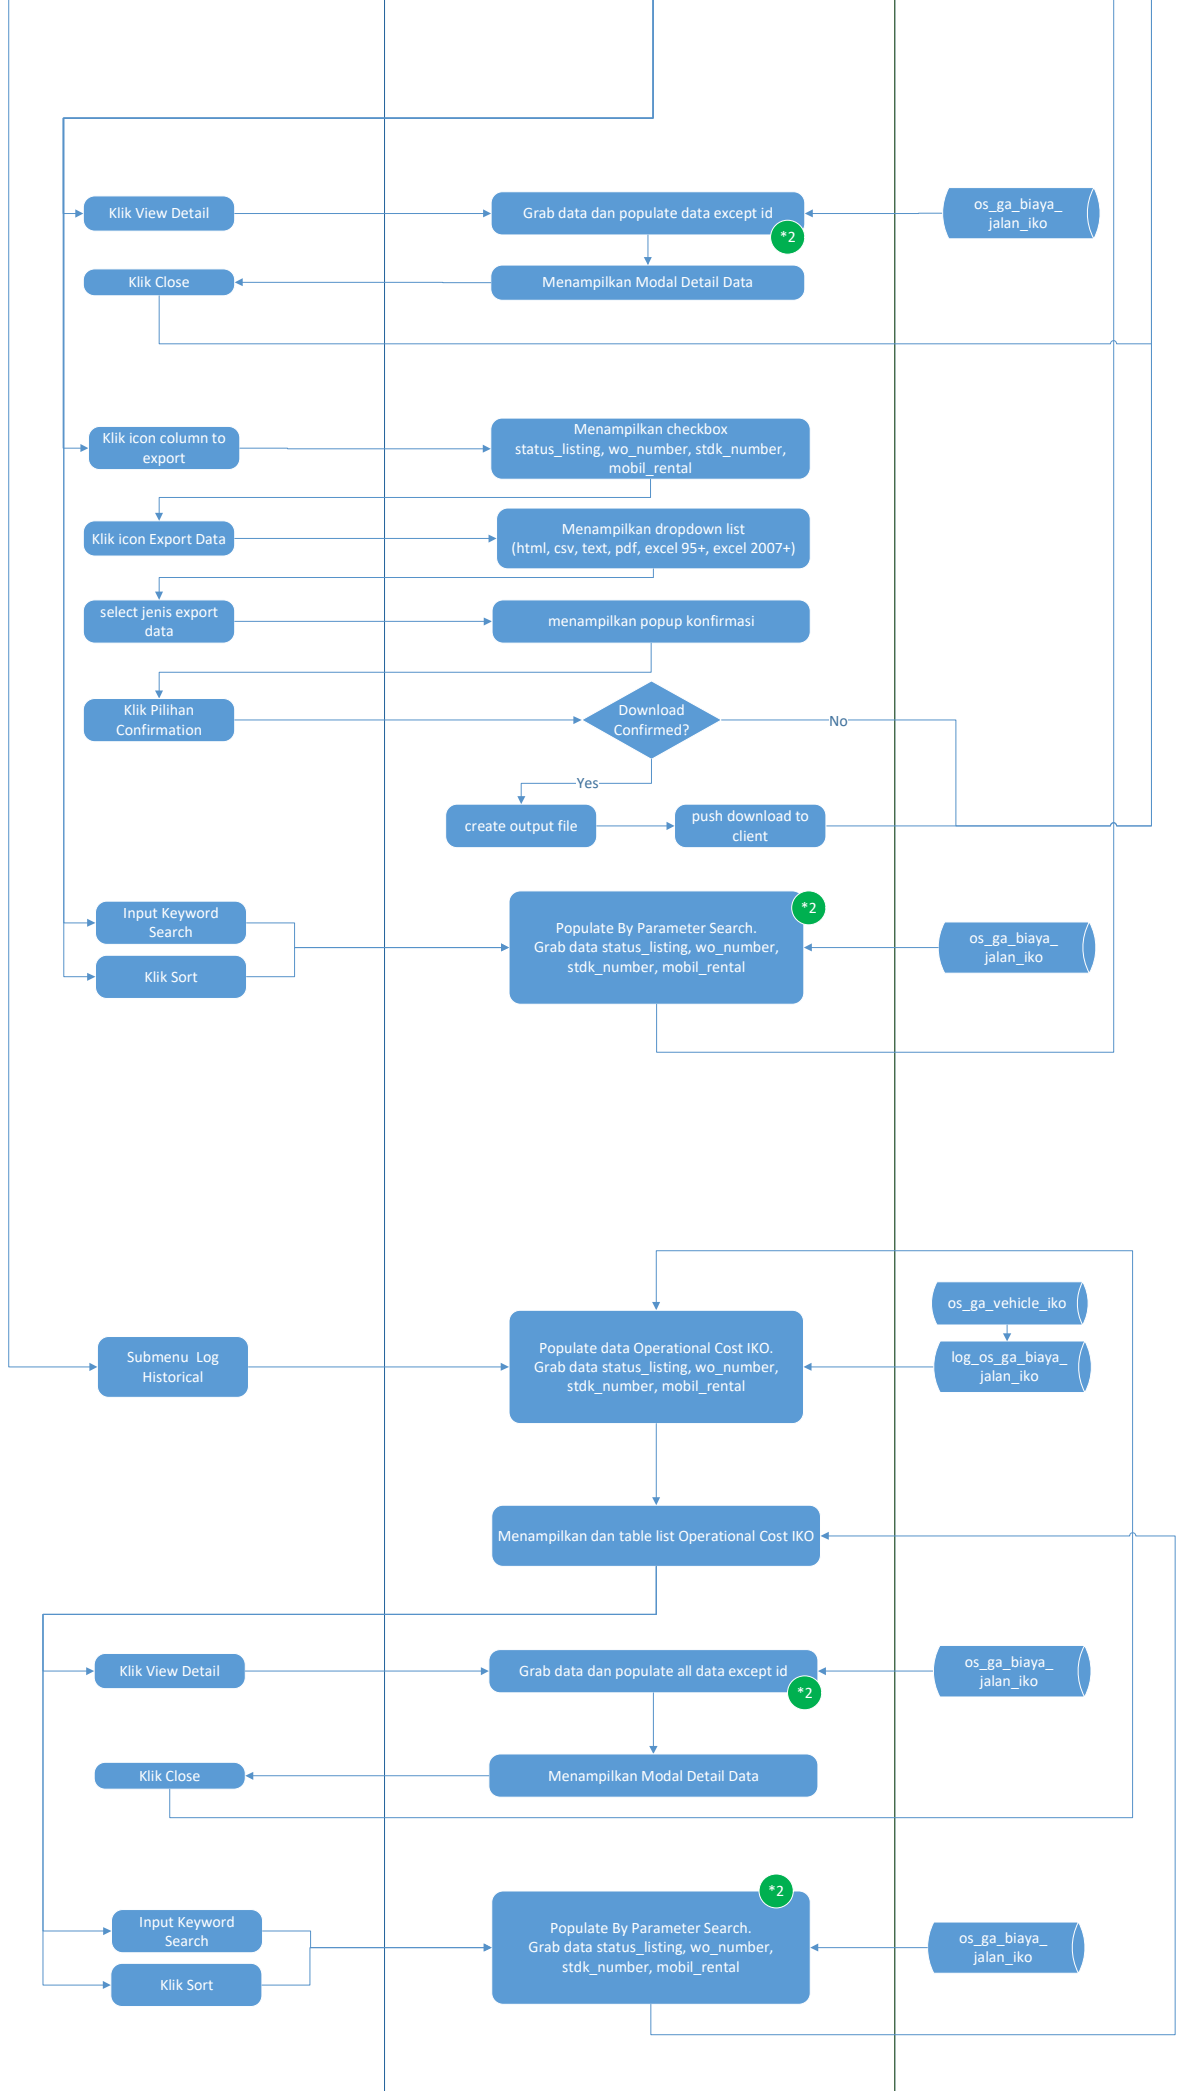 Klik View Detail
Grab data dan populate data except id
*2
os_ga_biaya_
jalan_iko
Klik Close
Menampilkan Modal Detail Data
Klik icon column to
export
Menampilkan checkbox
status_listing, wo_number, stdk_number,
mobil_rental
Klik icon Export Data
Menampilkan dropdown list
(html, csv, text, pdf, excel 95+, excel 2007+)
select jenis export
data
menampilkan popup konfirmasi
Klik Pilihan
Confirmation
Download
Confirmed?
No
Yes
create output file
push download to
client
Input Keyword
Search
Klik Sort
*2
Populate By Parameter Search.
Grab data status_listing, wo_number,
stdk_number, mobil_rental
os_ga_biaya_
jalan_iko
os_ga_vehicle_iko
Submenu  Log
Historical
Populate data Operational Cost IKO.
Grab data status_listing, wo_number,
stdk_number, mobil_rental
log_os_ga_biaya_
jalan_iko
Menampilkan dan table list Operational Cost IKO
Klik View Detail
Grab data dan populate all data except id
*2
os_ga_biaya_
jalan_iko
Klik Close
Menampilkan Modal Detail Data
Input Keyword
Search
Klik Sort
*2
Populate By Parameter Search.
Grab data status_listing, wo_number,
stdk_number, mobil_rental
os_ga_biaya_
jalan_iko